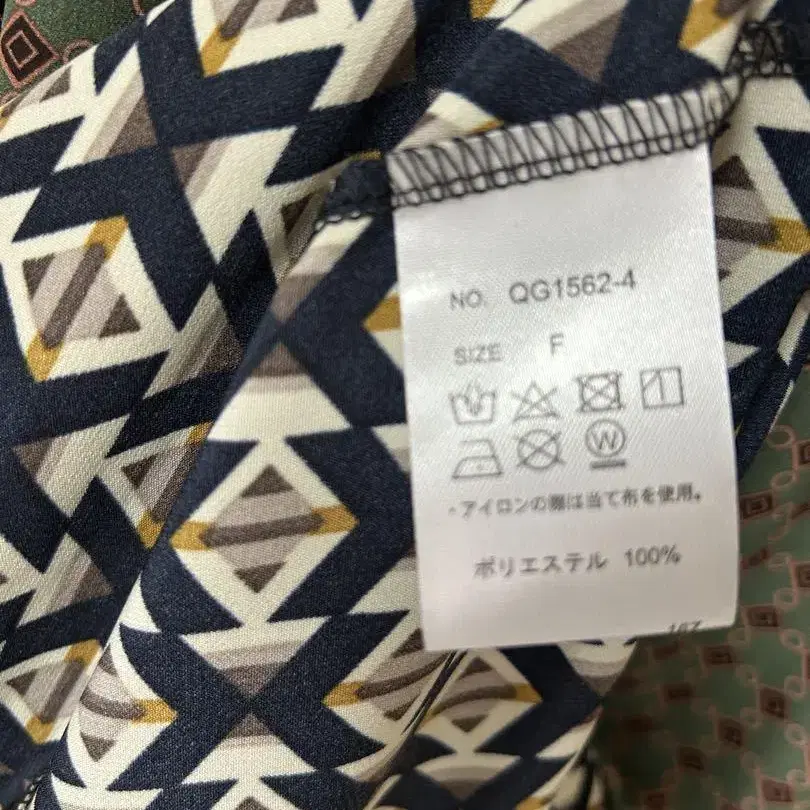 NO. QG1562-4
SIZE F
W
・アイロンの際は当て布を使用。
ポリエステル 100%